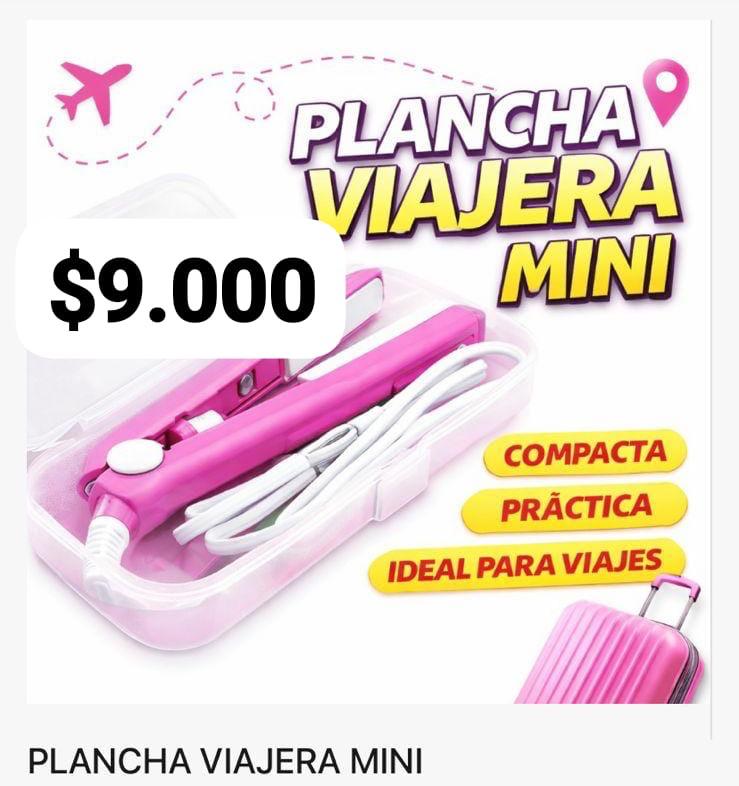 PLANCHA
VIAJERA
MINI
$9.000
COMPACTA
PRÃCTICA
IDEAL PARA VIAJES
PLANCHA VIAJERA MINI